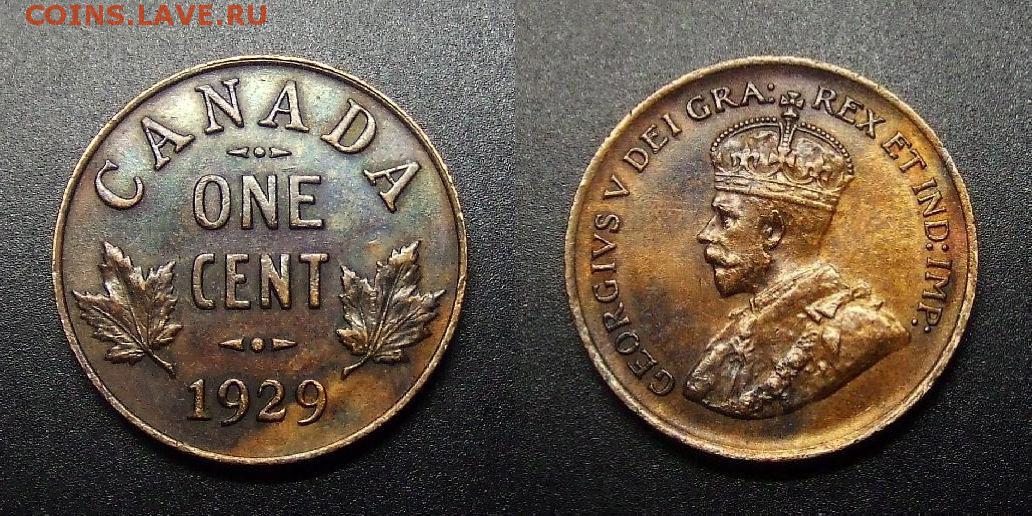 COINS.LAVE.RU
CANADA
ONE
CENT
1929
GEORGIVS V DEI GRA: REX ET IND: IMP: